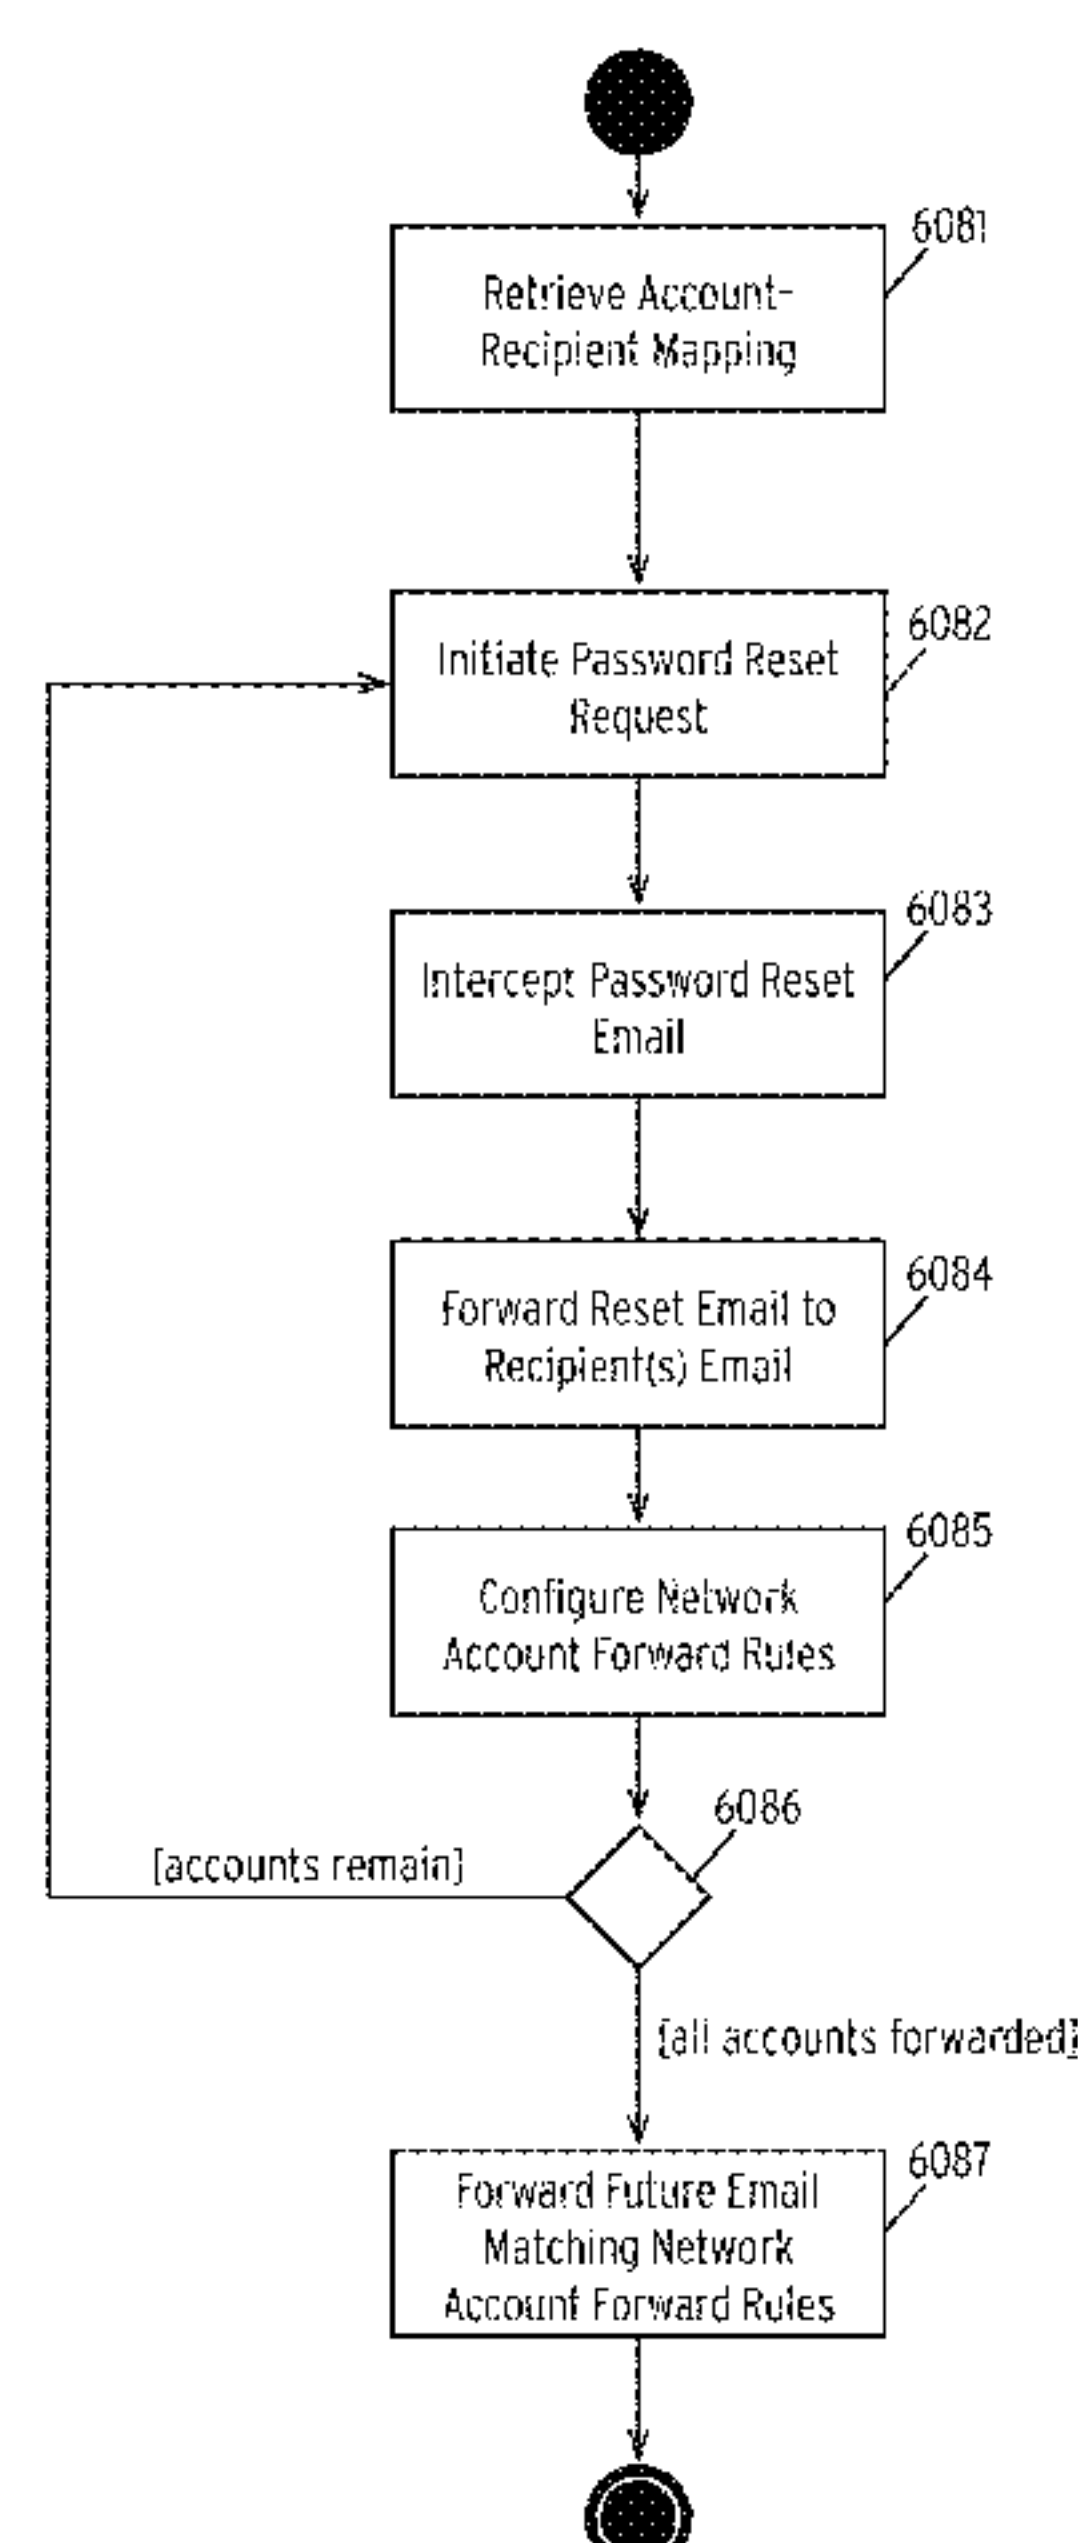 6081
Retrieve Account-
Recipient Mapping
6082
Initiate Password Reset
Request
6083
Intercept Password Reset
Email
6084
Forward Reset Email to
Recipient(s) Email
6085
Configure Network
Account Forward Rules
6086
[accounts remain]
[all accounts forwarded]
6087
Forward Future Email
Matching Network
Account Forward Rules